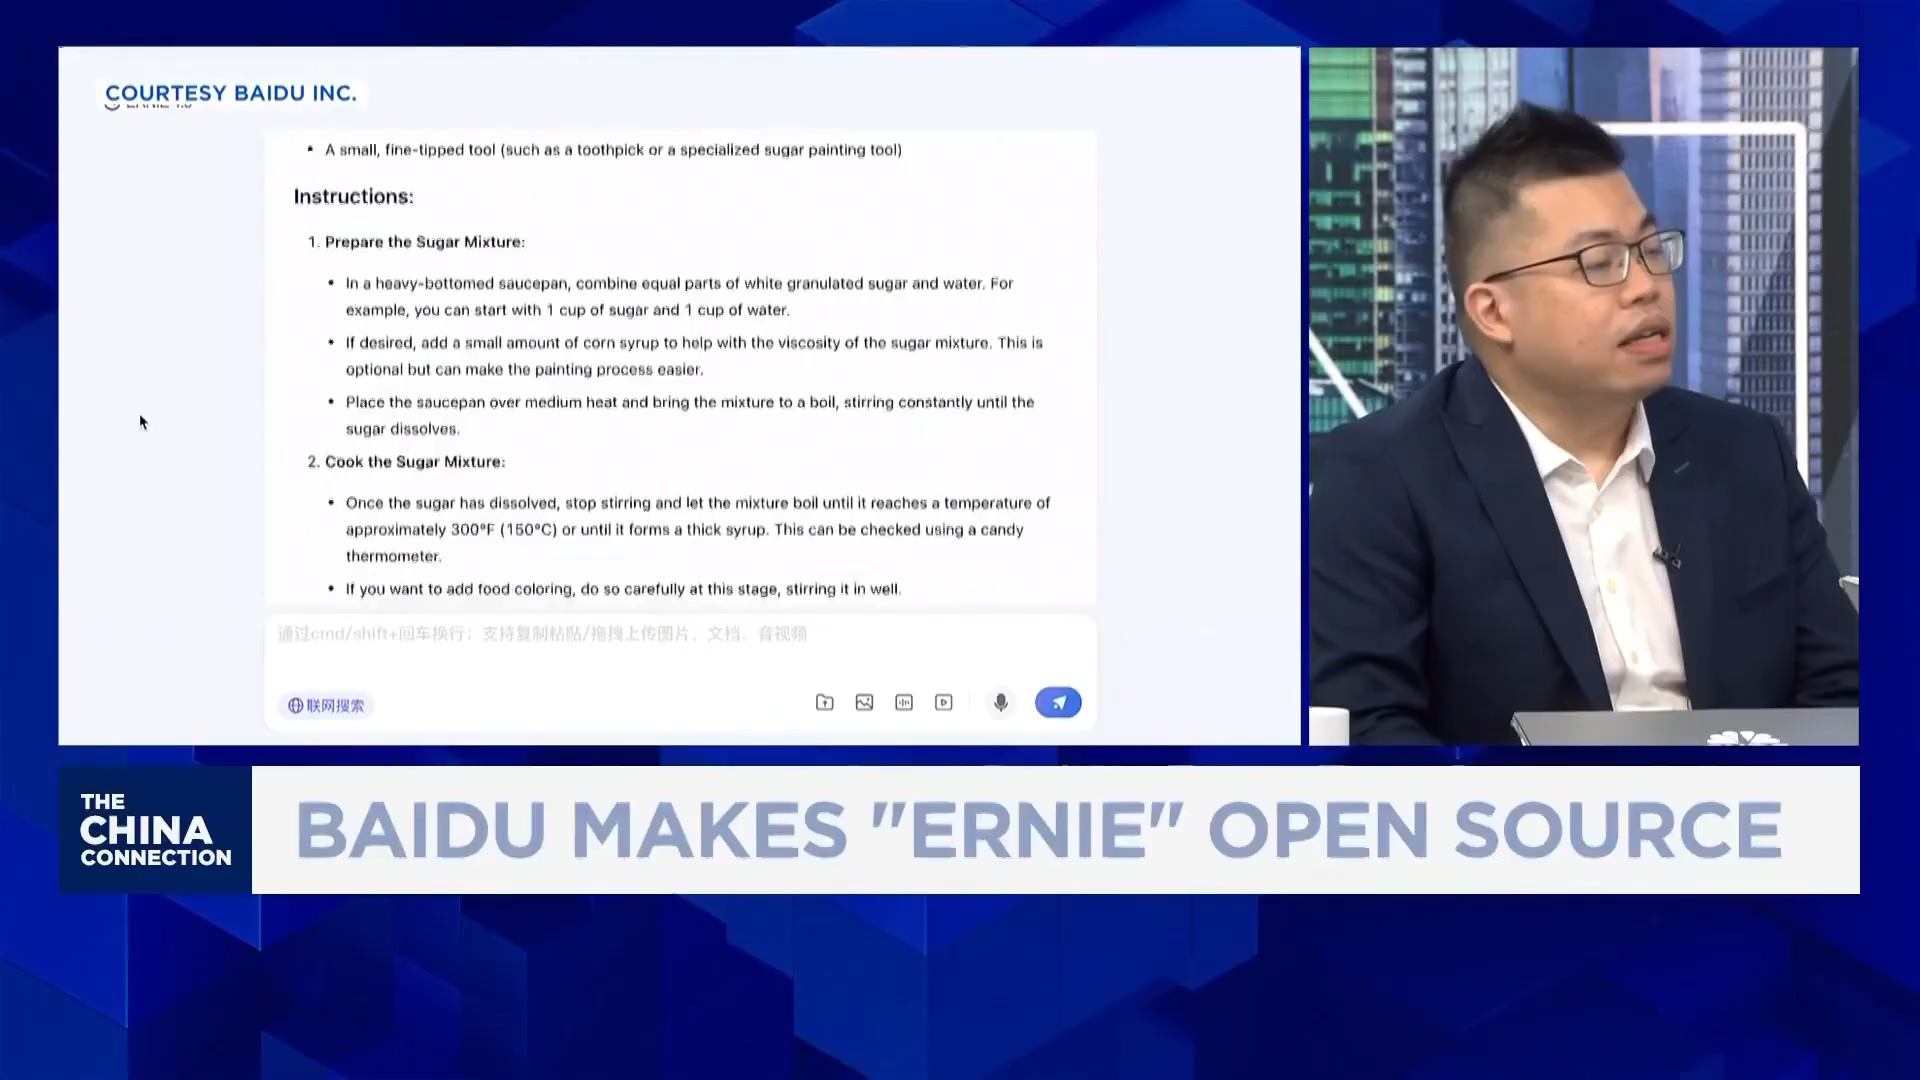 COURTESY BAIDU INC.
• A small, fine-tipped tool (such as a toothpick or a specialized sugar painting tool)
Instructions:
1. Prepare the Sugar Mixture:
• In a heavy-bottomed saucepan, combine equal parts of white granulated sugar and water. For
example, you can start with 1 cup of sugar and 1 cup of water.
• If desired, add a small amount of corn syrup to help with the viscosity of the sugar mixture. This is
optional but can make the painting process easier.
• Place the saucepan over medium heat and bring the mixture to a boil, stirring constantly until the
sugar dissolves.
2. Cook the Sugar Mixture:
• Once the sugar has dissolved, stop stirring and let the mixture boil until it reaches a temperature of
approximately 300°F (150°C) or until it forms a thick syrup. This can be checked using a candy
thermometer.
• If you want to add food coloring, do so carefully at this stage, stirring it in well.
通过cmd/shift+回车换行；支持复制粘贴/拖拽上传图片、文档、音视频
联网搜索
THE
CHINA
CONNECTION
BAIDU MAKES "ERNIE" OPEN SOURCE